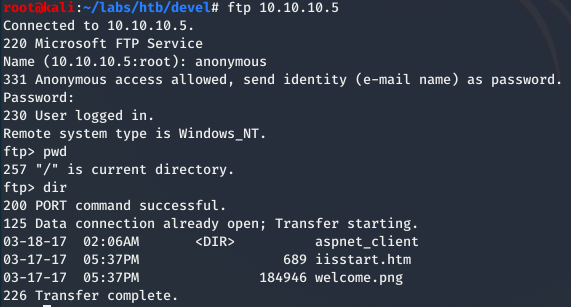 root@kali:~/labs/htb/devel# ftp 10.10.10.5
Connected to 10.10.10.5.
220 Microsoft FTP Service
Name (10.10.10.5:root): anonymous
331 Anonymous access allowed, send identity (e-mail name) as password.
Password:
230 User logged in.
Remote system type is Windows_NT.
ftp> pwd
257 "/" is current directory.
ftp> dir
200 PORT command successful.
125 Data connection already open; Transfer starting.
03-18-17  02:06AM       <DIR>          aspnet_client
03-17-17  05:37PM                  689 iisstart.htm
03-17-17  05:37PM               184946 welcome.png
226 Transfer complete.